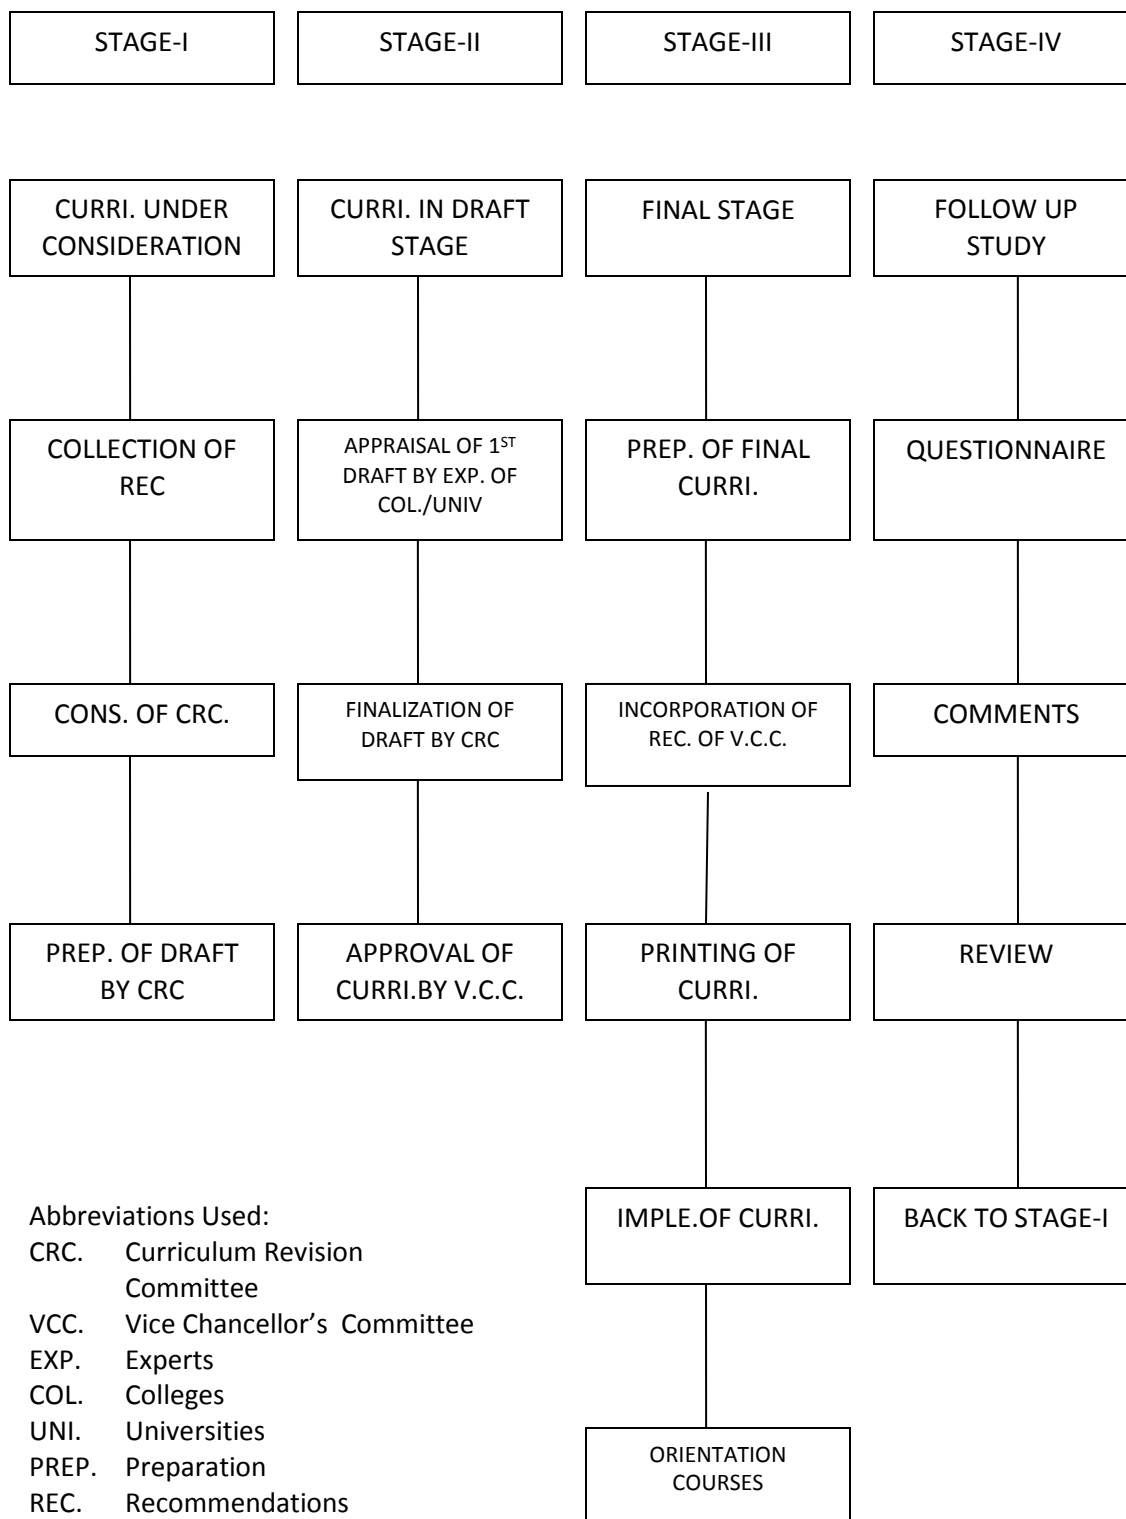 STAGE-I
STAGE-II
STAGE-III
STAGE-IV
CURRI. UNDER
CONSIDERATION
CURRI. IN DRAFT
STAGE
FINAL STAGE
FOLLOW UP
STUDY
COLLECTION OF
REC
APPRAISAL OF 1ST
DRAFT BY EXP. OF
COL./UNIV
PREP. OF FINAL
CURRI.
QUESTIONNAIRE
CONS. OF CRC.
FINALIZATION OF
DRAFT BY CRC
INCORPORATION OF
REC. OF V.C.C.
COMMENTS
PREP. OF DRAFT
BY CRC
APPROVAL OF
CURRI.BY V.C.C.
PRINTING OF
CURRI.
REVIEW
IMPLE.OF CURRI.
BACK TO STAGE-I
ORIENTATION
COURSES
Abbreviations Used:
CRC. Curriculum Revision
Committee
VCC. Vice Chancellor’s Committee
EXP. Experts
COL. Colleges
UNI. Universities
PREP. Preparation
REC. Recommendations